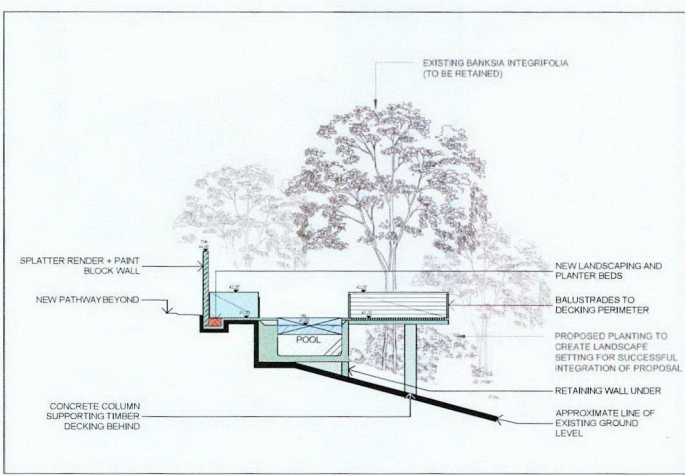 EXISTING BANKSIA INTEGRIFOLIA
(TO BE RETAINED)
SPLATTER RENDER + PAINT
BLOCK WALL
NEW PATHWAY BEYOND
POOL
CONCRETE COLUMN
SUPPORTING TIMBER
DECKING BEHIND
NEW LANDSCAPING AND
PLANTER BEDS
BALUSTRADES TO
DECKING PERIMETER
PROPOSED PLANTING TO
CREATE LANDSCAPE
SETTING FOR SUCCESSFUL
INTEGRATION OF PROPOSAL
RETAINING WALL UNDER
APPROXIMATE LINE OF
EXISTING GROUND
LEVEL